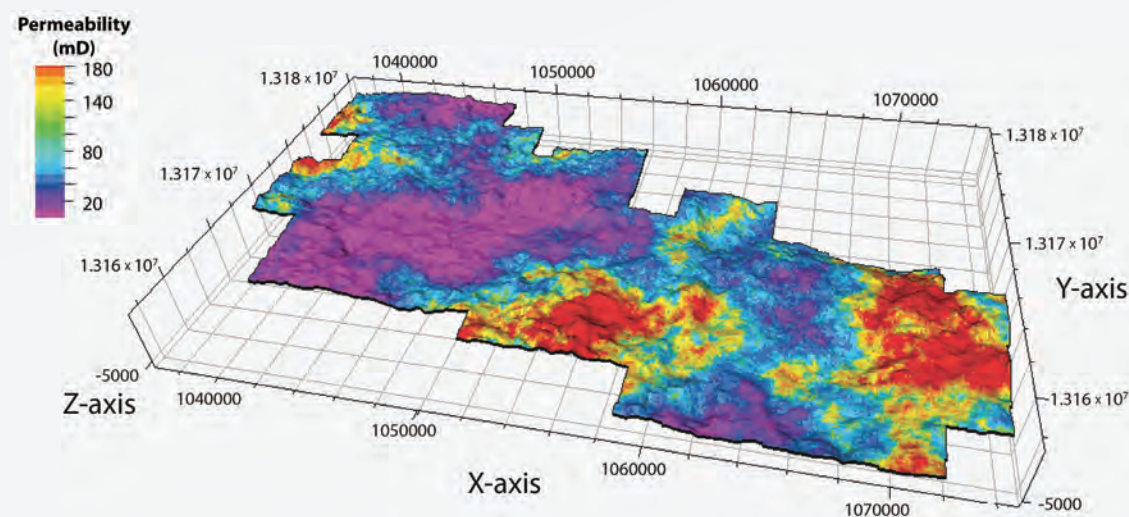 Permeability
(mD)
180
140
80
20
1040000
1050000
1060000
1070000
1.318 x 10⁷
1.317 x 10⁷
1.316 x 10⁷
1.318 x 10⁷
1.317 x 10⁷
Y-axis
1.316 x 10⁷
-5000
Z-axis
1040000
1050000
1060000
1070000
-5000
X-axis